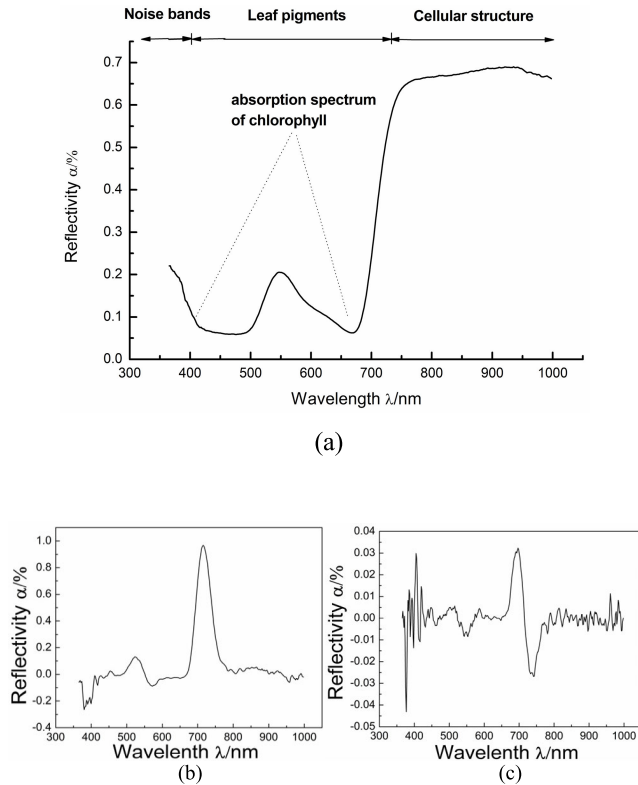 Noise bands Leaf pigments Cellular structure
absorption spectrum
of chlorophyll
Reflectivity α/%
0.7
0.6
0.5
0.4
0.3
0.2
0.1
0.0
300 400 500 600 700 800 900 1000
Wavelength λ/nm
(a)
Reflectivity α/%
1.0
0.8
0.6
0.4
0.2
0.0
-0.2
-0.4
300 400 500 600 700 800 900 1000
Wavelenth λ/nm
(b)
Reflectivity α/%
0.04
0.03
0.02
0.01
0.00
-0.01
-0.02
-0.03
-0.04
-0.05
300 400 500 600 700 800 900 1000
Wavelenth λ/nm
(c)